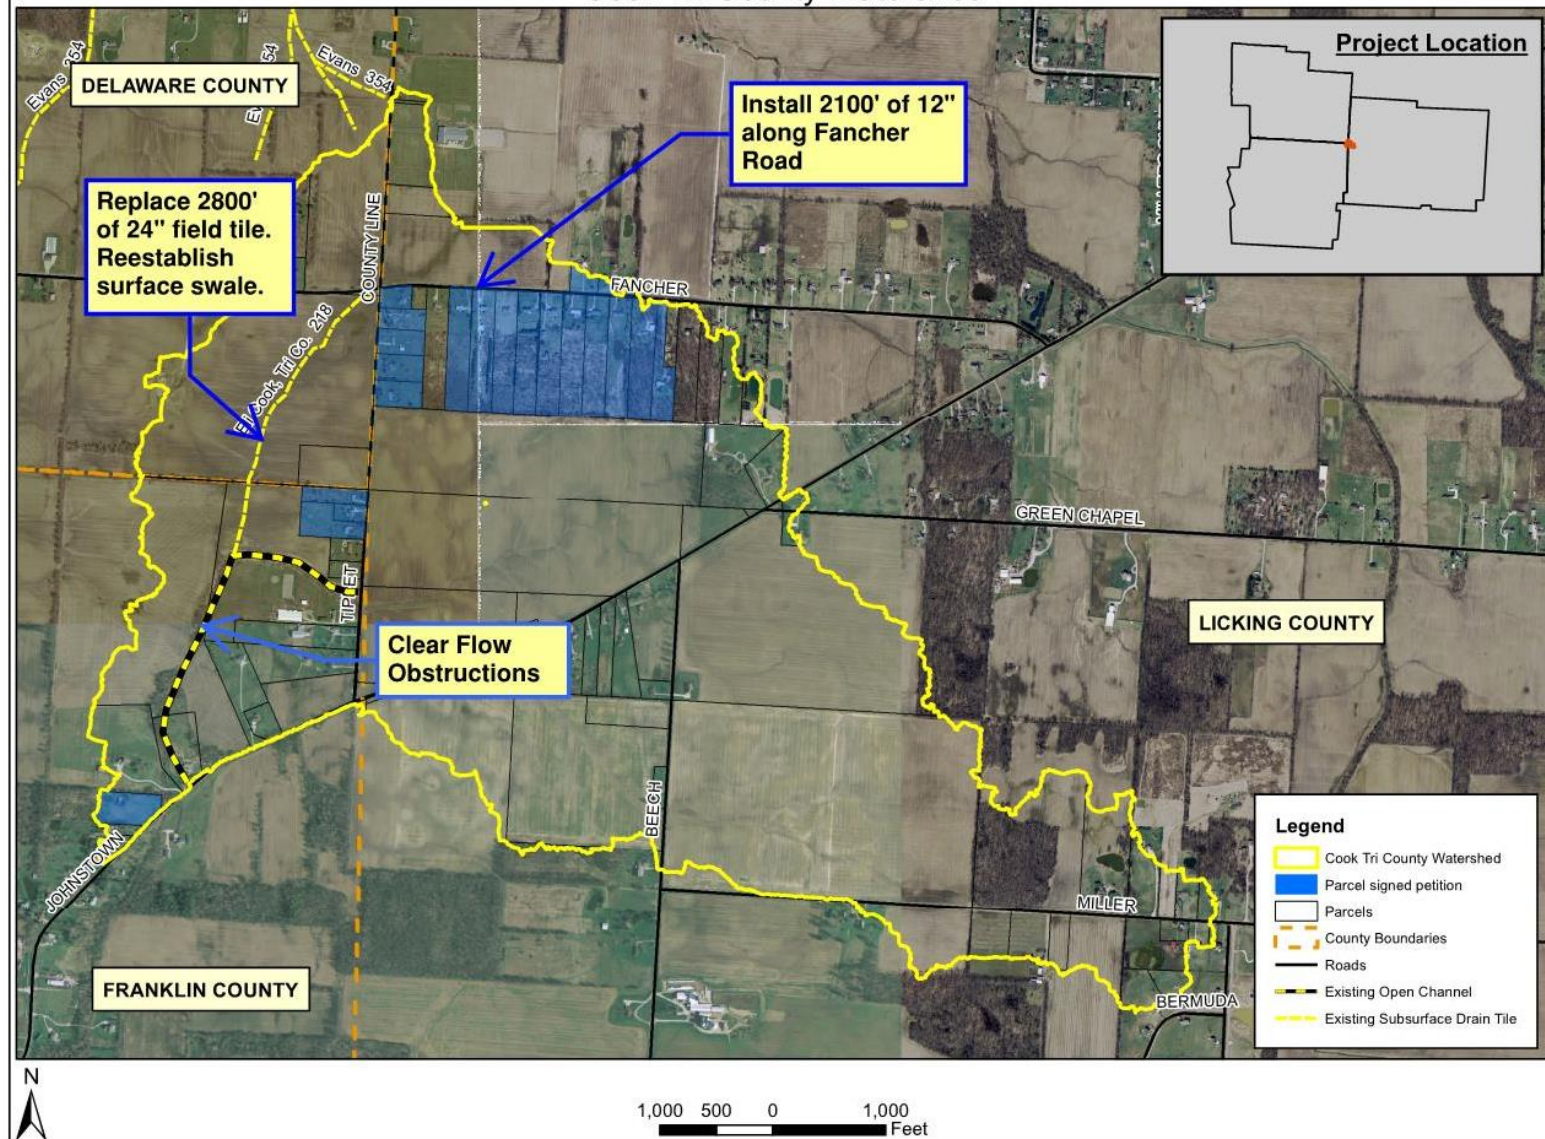 Project Location
DELAWARE COUNTY
Evans 354
Evans 354
Install 2100' of 12"
along Fancher
Road
Replace 2800'
of 24" field tile.
Reestablish
surface swale.
COUNTY LINE
FANCHER
Cook, Tri Co. 218
GREEN CHAPEL
TIPPET
LICKING COUNTY
Clear Flow
Obstructions
BEECH
JOHNSTOWN
MILLER
BERMUDA
FRANKLIN COUNTY
Legend
Cook Tri County Watershed
Parcel signed petition
Parcels
County Boundaries
Roads
Existing Open Channel
Existing Subsurface Drain Tile
N
1,000 500 0 1,000
Feet